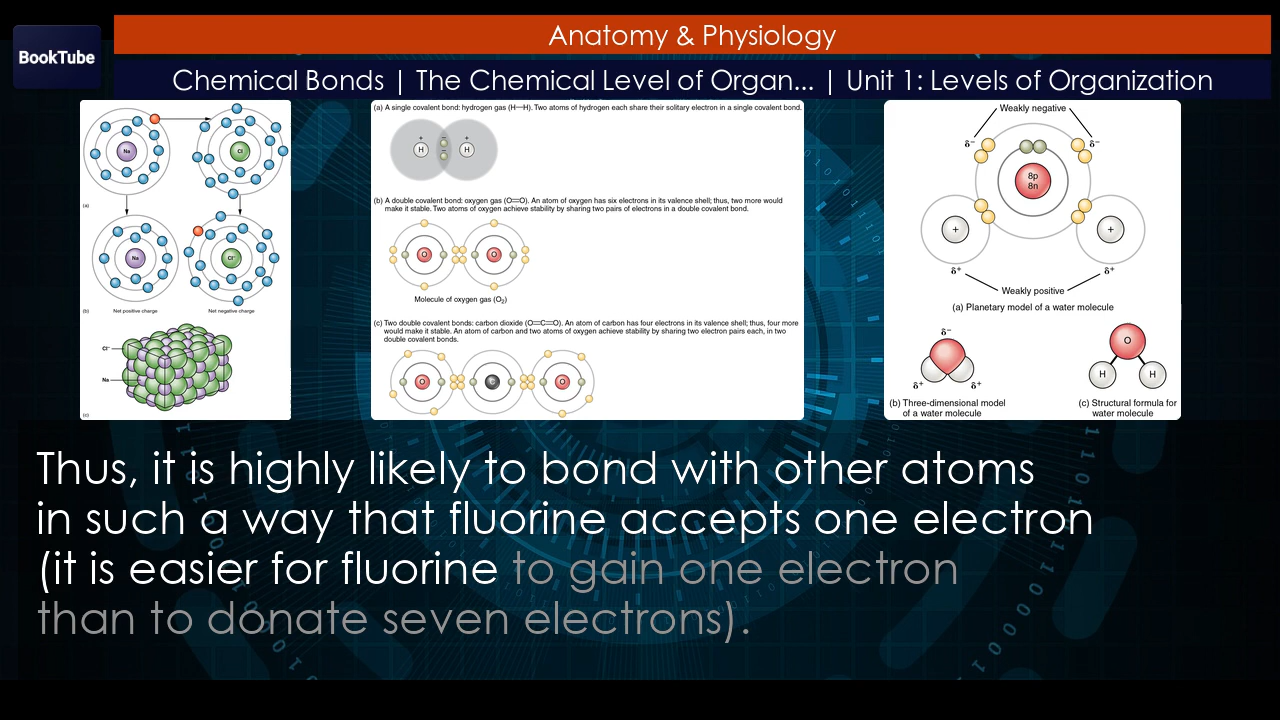 BookTube
Anatomy & Physiology
Chemical Bonds | The Chemical Level of Organ... | Unit 1: Levels of Organization
Na
Cl
(a)
Na
Cl⁻
(b)
Net positive charge
Net negative charge
Cl⁻
Na
(c)
(a) A single covalent bond: hydrogen gas (H—H). Two atoms of hydrogen each share their solitary electron in a single covalent bond.
+ − +
H − H
(b) A double covalent bond: oxygen gas (O=O). An atom of oxygen has six electrons in its valence shell; thus, two more would
make it stable. Two atoms of oxygen achieve stability by sharing two pairs of electrons in a double covalent bond.
O O
Molecule of oxygen gas (O₂)
(c) Two double covalent bonds: carbon dioxide (O=C=O). An atom of carbon has four electrons in its valence shell; thus, four more
would make it stable. An atom of carbon and two atoms of oxygen achieve stability by sharing two electron pairs each, in two
double covalent bonds.
O C O
Weakly negative
δ⁻ δ⁻
8p
8n
+ +
δ⁺ δ⁺
Weakly positive
(a) Planetary model of a water molecule
δ⁻
δ⁺ δ⁺
(b) Three-dimensional model
of a water molecule
O
H H
(c) Structural formula for
water molecule
Thus, it is highly likely to bond with other atoms
in such a way that fluorine accepts one electron
(it is easier for fluorine to gain one electron
than to donate seven electrons).